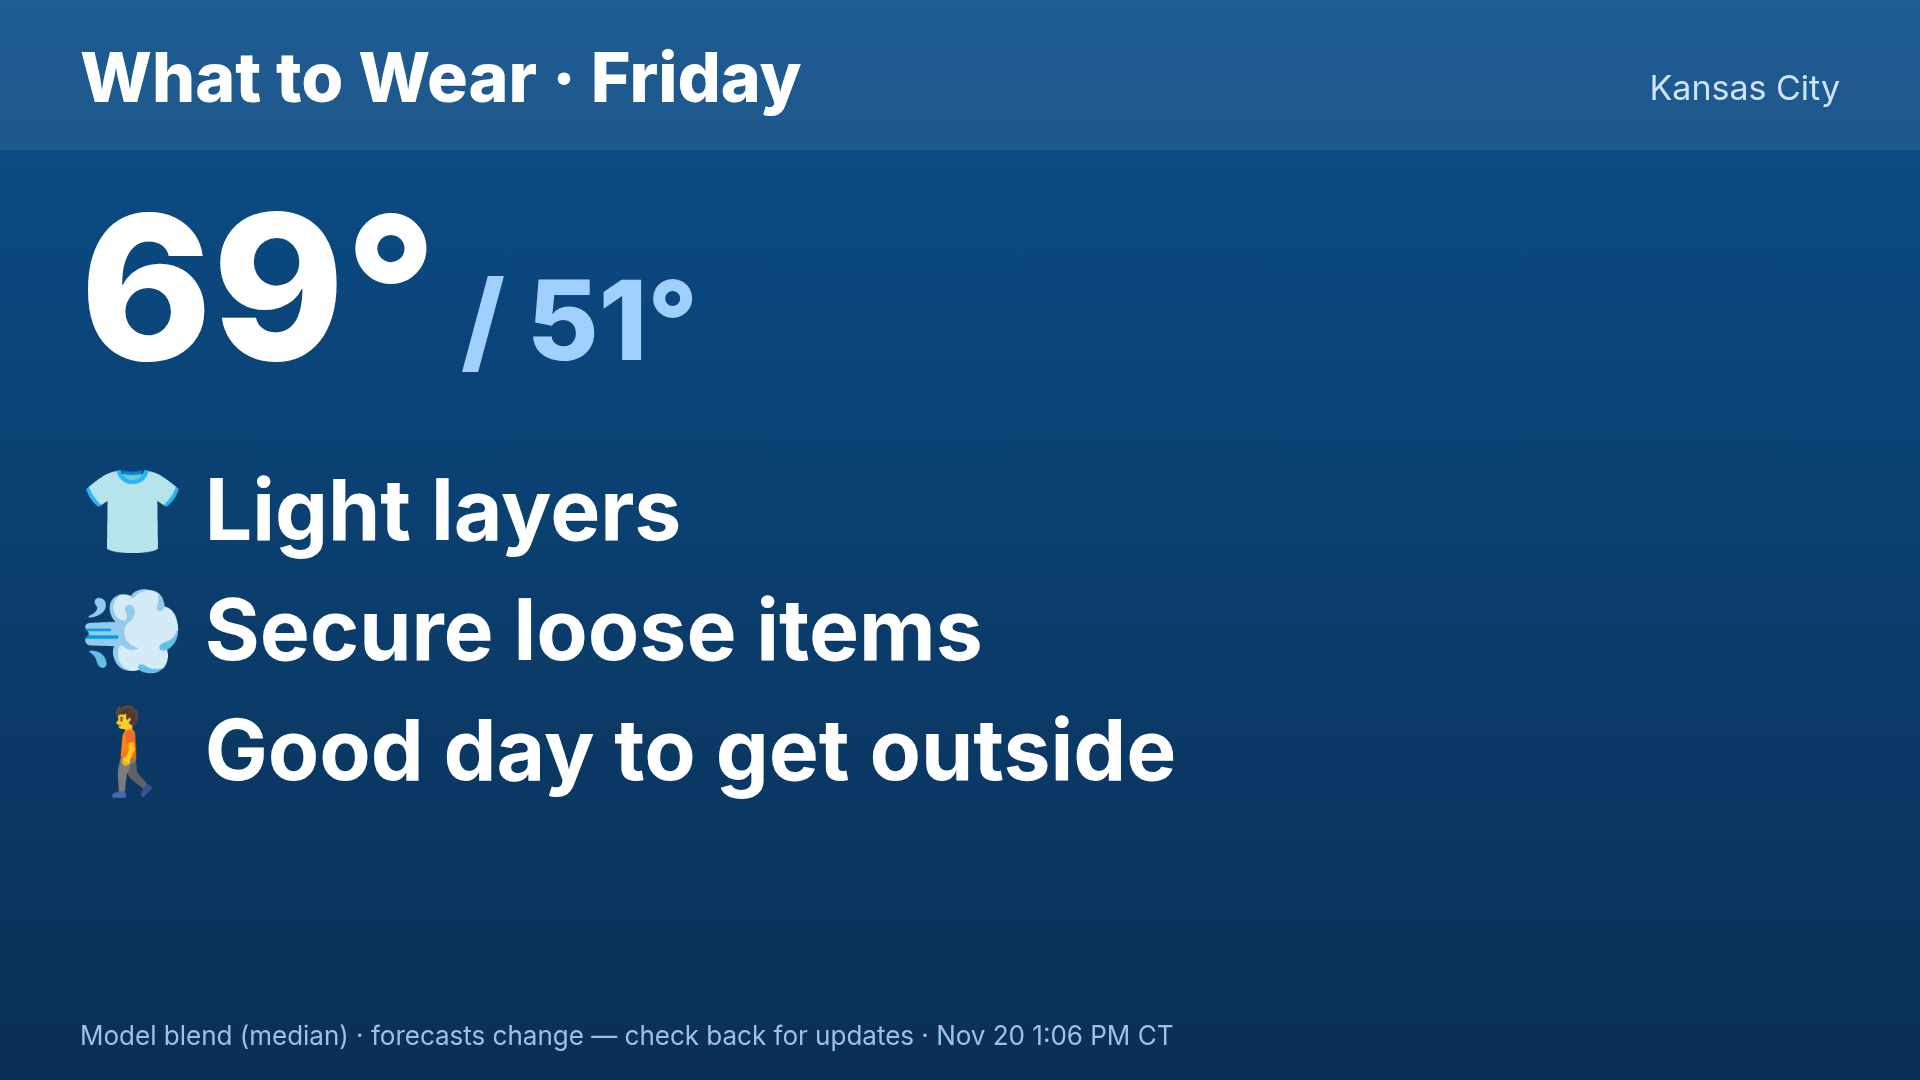 What to Wear · Friday
Kansas City
69° / 51°
Light layers
Secure loose items
Good day to get outside
Model blend (median) · forecasts change — check back for updates · Nov 20 1:06 PM CT